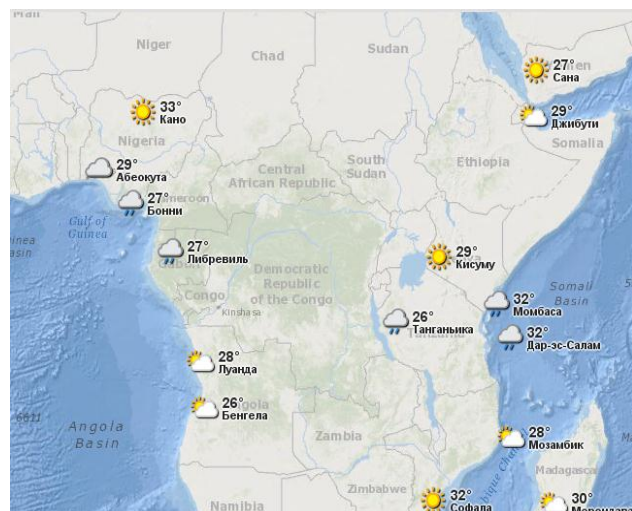 Mali
Niger
Chad
Sudan
27°
Сана
33°
Кано
Nigeria
29°
Джибути
Somalia
29°
Абеокута
Central
African Republic
South
Sudan
Ethiopia
27°
Бонни
Gulf of
Guinea
27°
Либревиль
Gabon
Congo
Democratic
Republic
of the Congo
Kinshasa
29°
Кисуму
Somali
Basin
32°
Момбаса
26°
Танганьика
32°
Дар-эс-Салам
28°
Луанда
26°
Бенгела
Angola
Basin
Zambia
28°
Мозамбик
Madagasca
Zimbabwe
Namibia
32°
Софала
30°